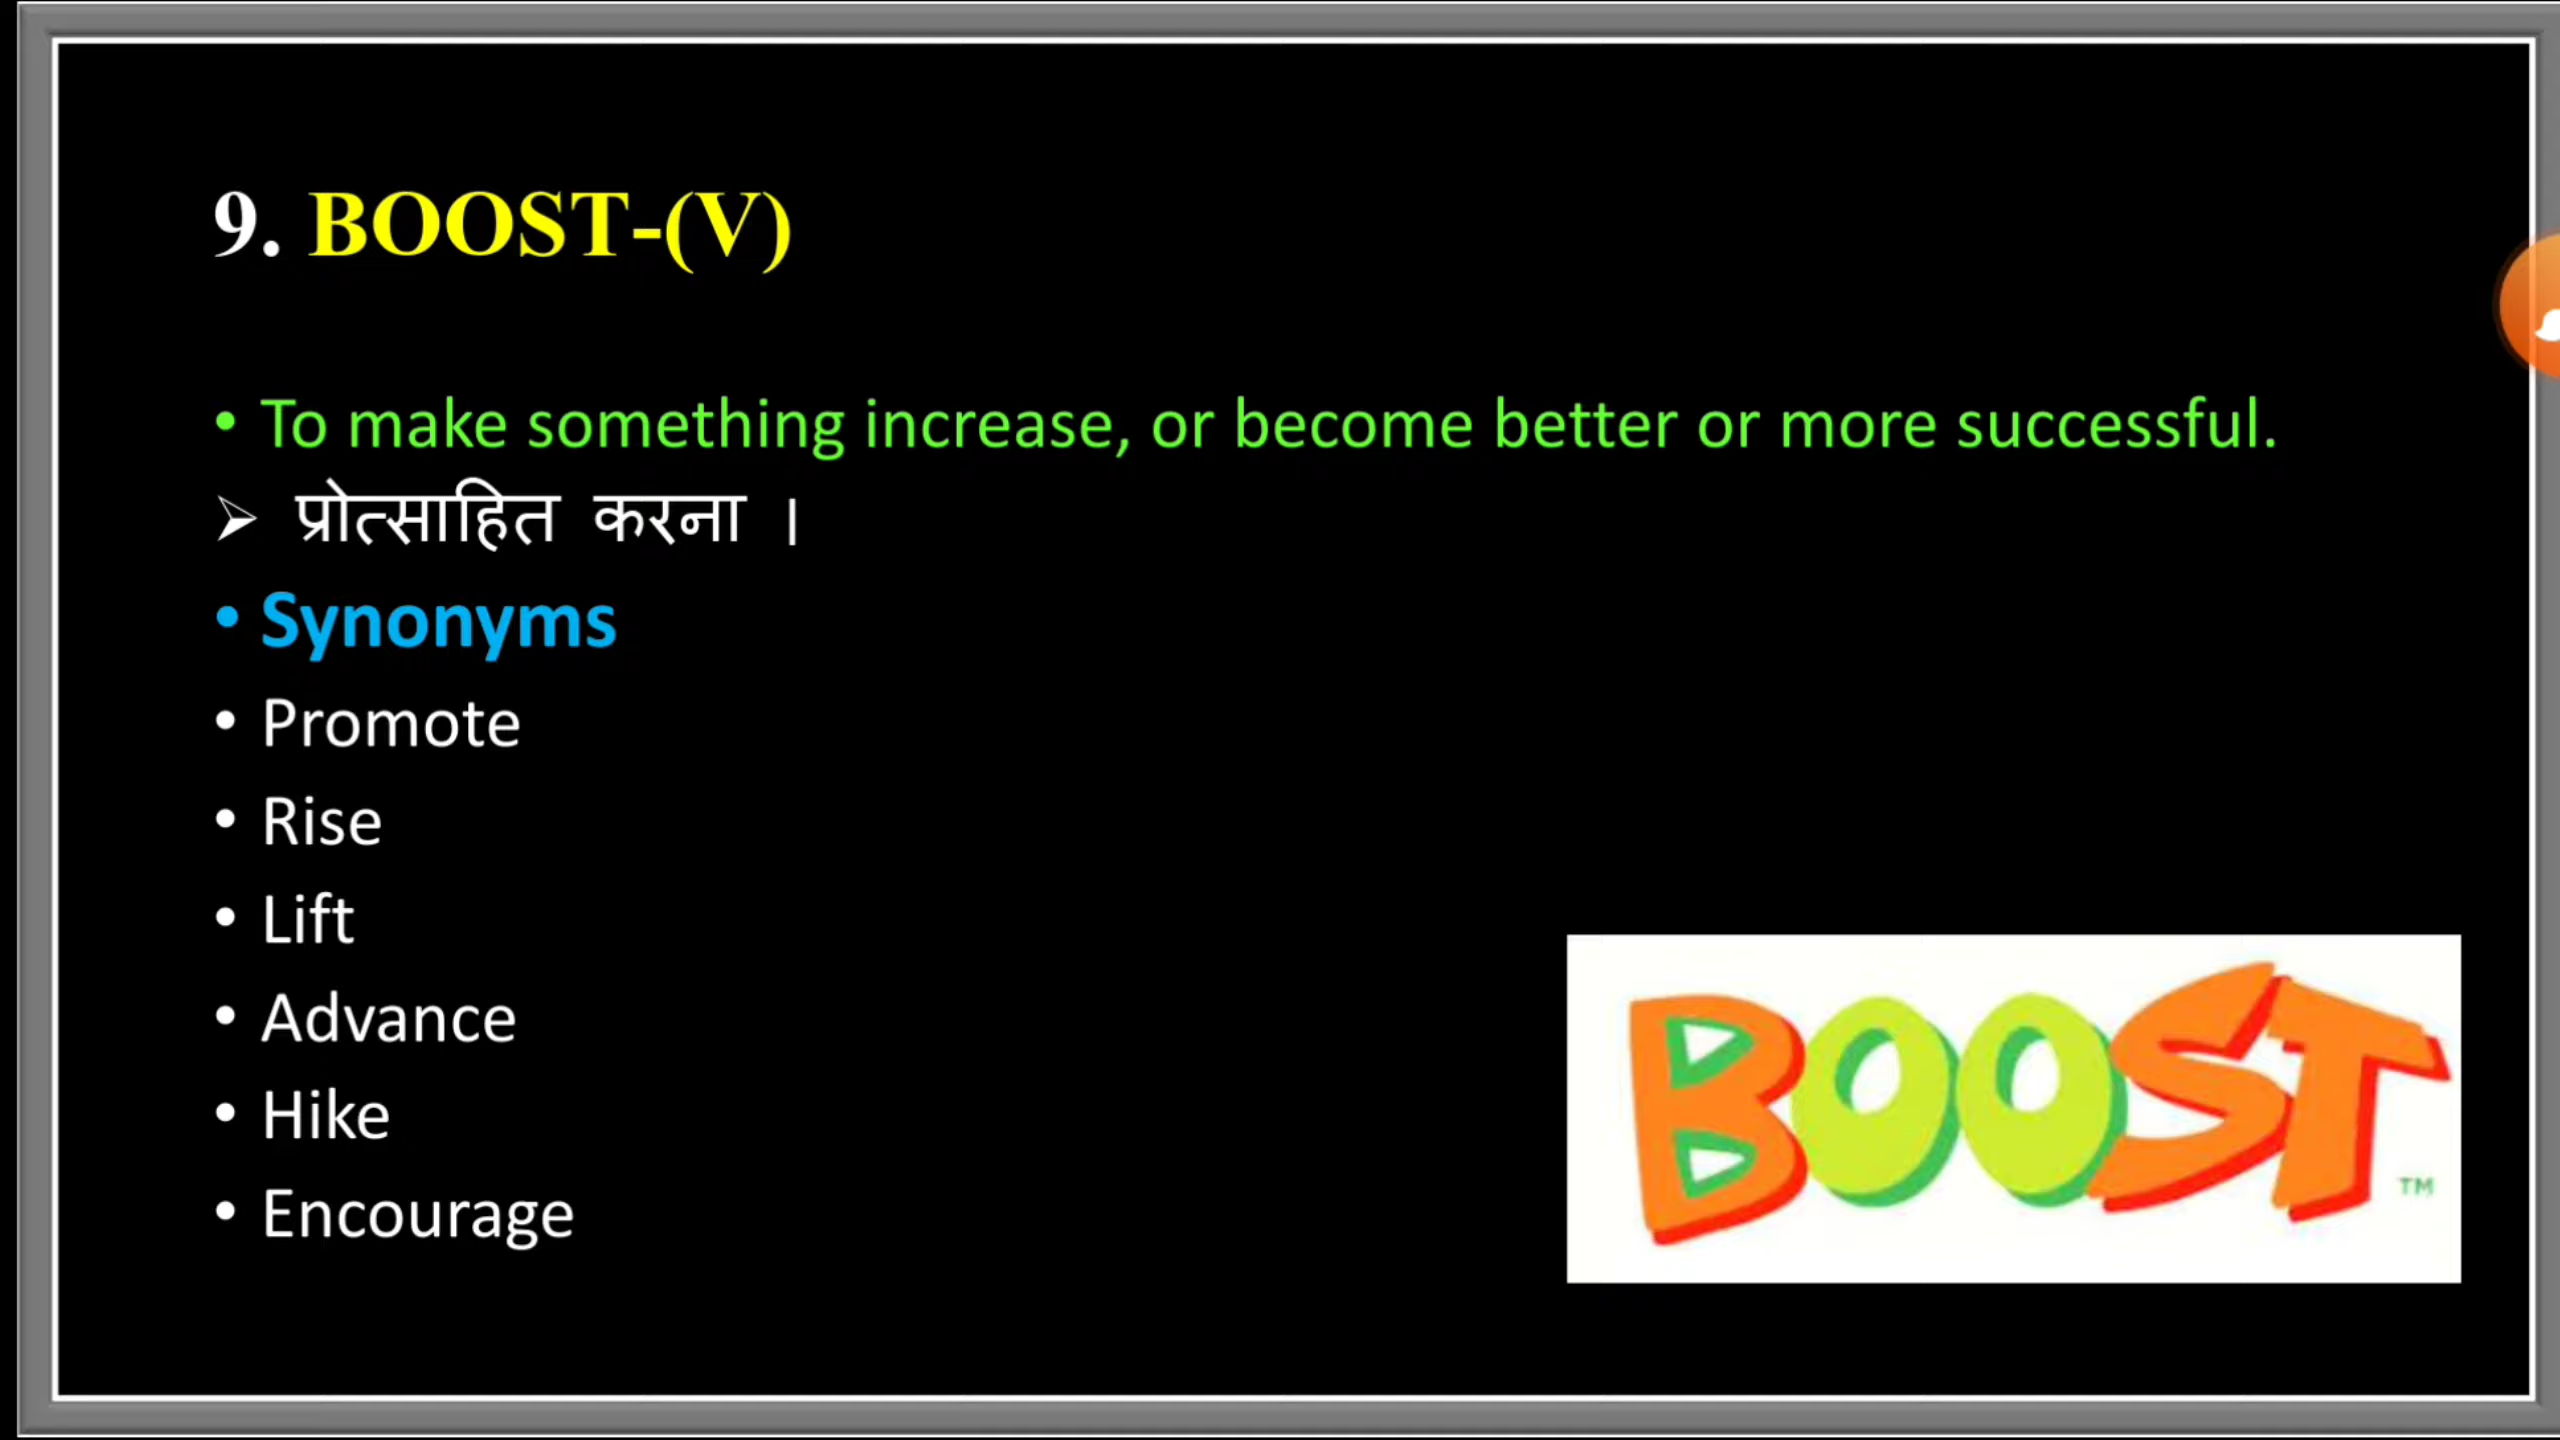 9. BOOST-(V)
• To make something increase, or become better or more successful.
➢ प्रोत्साहित करना ।
• Synonyms
• Promote
• Rise
• Lift
• Advance
• Hike
• Encourage
BOOST
TM